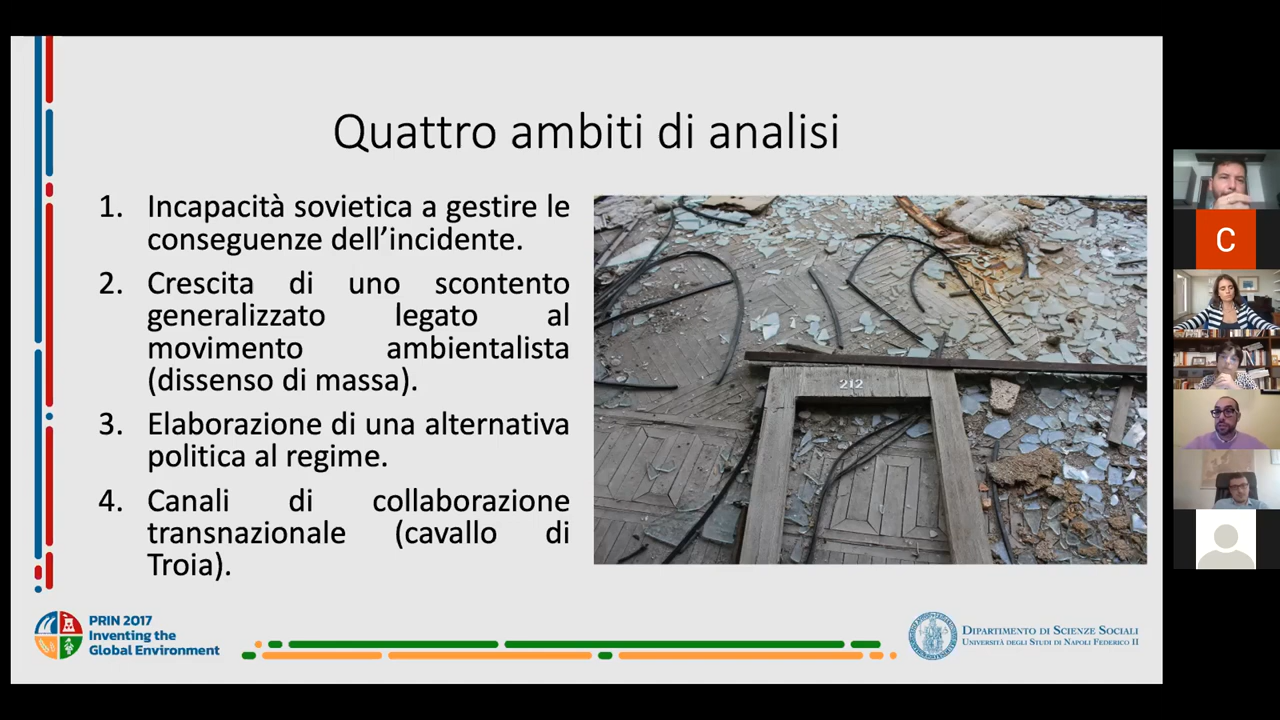 Quattro ambiti di analisi
1. Incapacità sovietica a gestire le
conseguenze dell’incidente.
2. Crescita di uno scontento
generalizzato legato al
movimento ambientalista
(dissenso di massa).
3. Elaborazione di una alternativa
politica al regime.
4. Canali di collaborazione
transnazionale (cavallo di
Troia).
212
C
PRIN 2017
Inventing the
Global Environment
Dipartimento di Scienze Sociali
Università degli Studi di Napoli Federico II